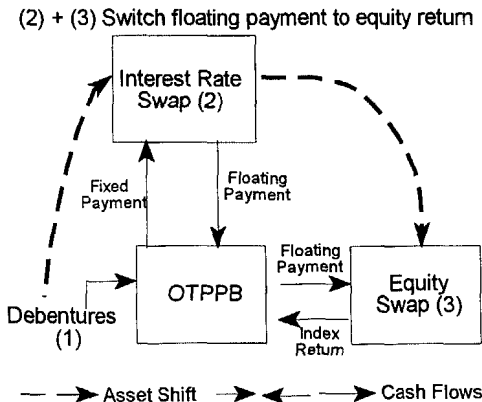 (2) + (3) Switch floating payment to equity return
Interest Rate
Swap (2)
Fixed
Payment
Floating
Payment
Floating
Payment
OTPPB
Equity
Swap (3)
Debentures
(1)
Index
Return
Asset Shift
Cash Flows